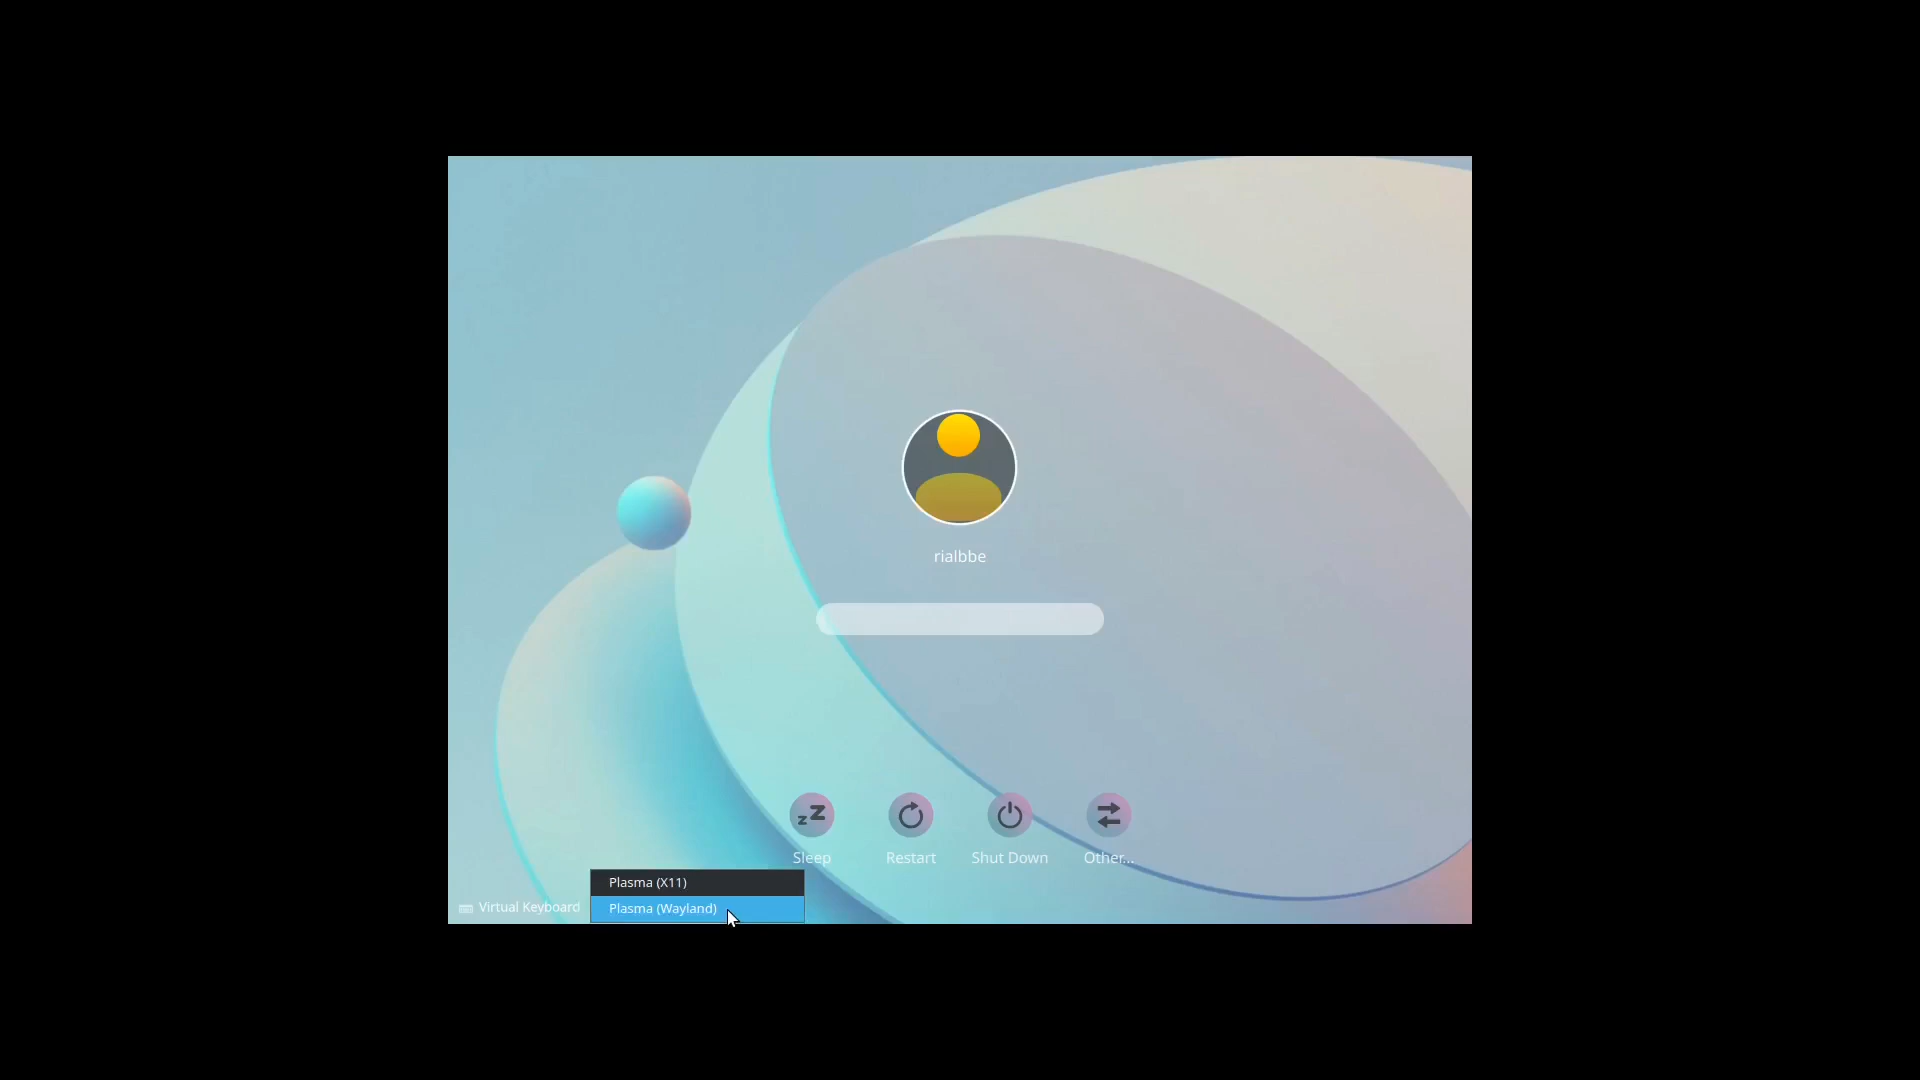 rialbbe
Sleep
Restart
Shut Down
Other...
Plasma (X11)
Virtual Keyboard
Plasma (Wayland)